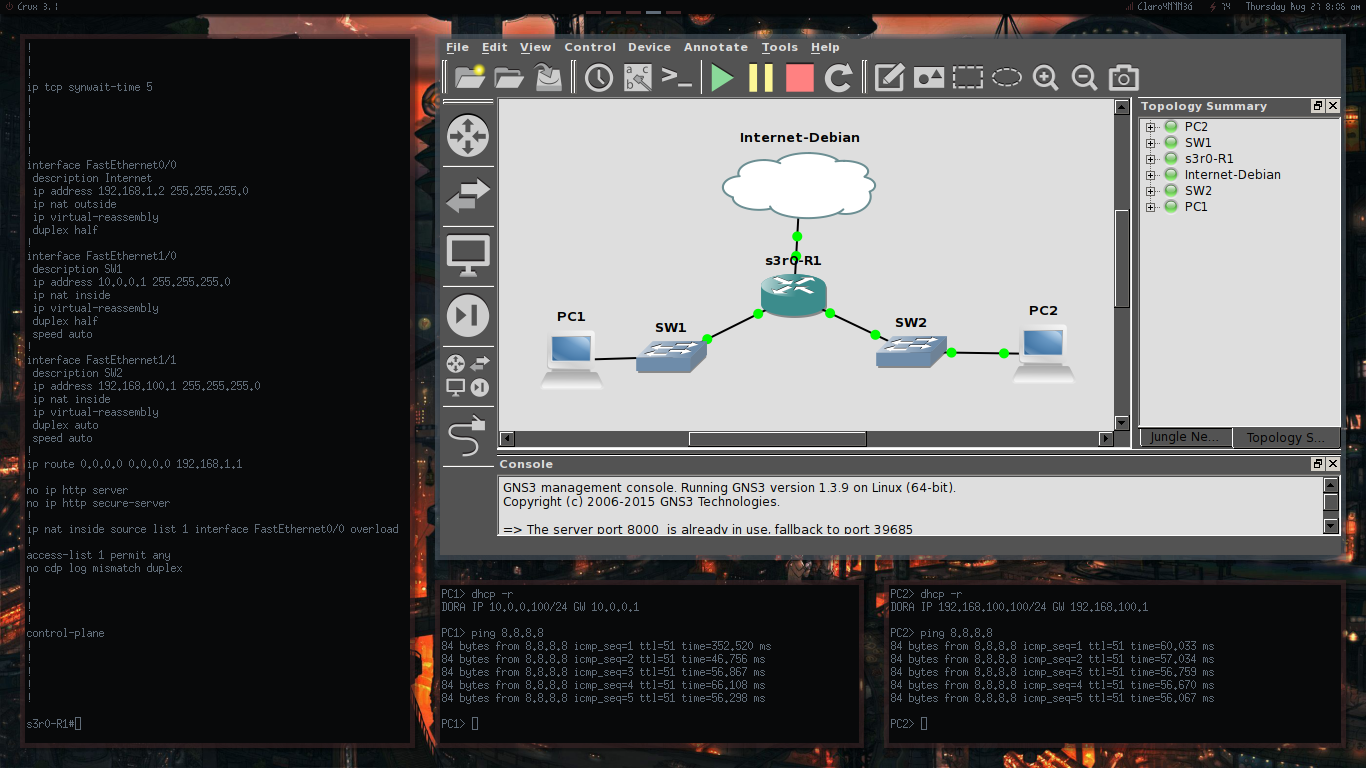 Crux 3.1
Claro4M7M3G
74
Thursday Aug 27 8:06 am
!
!
!
ip tcp synwait-time 5
!
!
!
!
!
interface FastEthernet0/0
description Internet
ip address 192.168.1.2 255.255.255.0
ip nat outside
ip virtual-reassembly
duplex half
!
interface FastEthernet1/0
description SW1
ip address 10.0.0.1 255.255.255.0
ip nat inside
ip virtual-reassembly
duplex half
speed auto
!
interface FastEthernet1/1
description SW2
ip address 192.168.100.1 255.255.255.0
ip nat inside
ip virtual-reassembly
duplex auto
speed auto
!
ip route 0.0.0.0 0.0.0.0 192.168.1.1
!
no ip http server
no ip http secure-server
!
ip nat inside source list 1 interface FastEthernet0/0 overload
!
access-list 1 permit any
no cdp log mismatch duplex
!
!
!
!
control-plane
!
!
!
!
!
!
s3r0-R1#
File Edit View Control Device Annotate Tools Help
a c
b
>_
Internet-Debian
s3r0-R1
PC1
SW1
SW2
PC2
Topology Summary
PC2
SW1
s3r0-R1
Internet-Debian
SW2
PC1
Jungle Ne...
Topology S...
Console
GNS3 management console. Running GNS3 version 1.3.9 on Linux (64-bit).
Copyright (c) 2006-2015 GNS3 Technologies.
=> The server port 8000 is already in use, fallback to port 39685
PC1> dhcp -r
DORA IP 10.0.0.100/24 GW 10.0.0.1
PC1> ping 8.8.8.8
84 bytes from 8.8.8.8 icmp_seq=1 ttl=51 time=352.520 ms
84 bytes from 8.8.8.8 icmp_seq=2 ttl=51 time=46.756 ms
84 bytes from 8.8.8.8 icmp_seq=3 ttl=51 time=56.867 ms
84 bytes from 8.8.8.8 icmp_seq=4 ttl=51 time=66.108 ms
84 bytes from 8.8.8.8 icmp_seq=5 ttl=51 time=56.298 ms
PC1>
PC2> dhcp -r
DORA IP 192.168.100.100/24 GW 192.168.100.1
PC2> ping 8.8.8.8
84 bytes from 8.8.8.8 icmp_seq=1 ttl=51 time=60.033 ms
84 bytes from 8.8.8.8 icmp_seq=2 ttl=51 time=57.034 ms
84 bytes from 8.8.8.8 icmp_seq=3 ttl=51 time=56.759 ms
84 bytes from 8.8.8.8 icmp_seq=4 ttl=51 time=56.670 ms
84 bytes from 8.8.8.8 icmp_seq=5 ttl=51 time=56.067 ms
PC2>